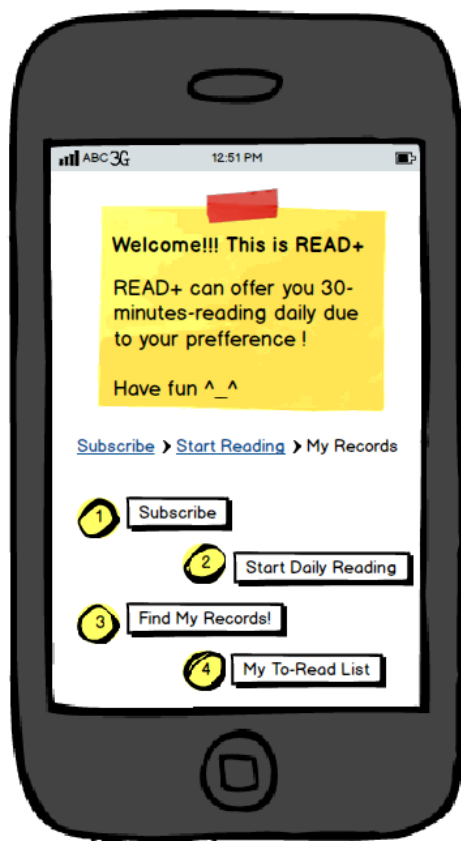 ABC 3G 12:51 PM
Welcome!!! This is READ+
READ+ can offer you 30-
minutes-reading daily due
to your prefference !
Have fun ^_^
Subscribe > Start Reading > My Records
1 Subscribe
2 Start Daily Reading
3 Find My Records!
4 My To-Read List